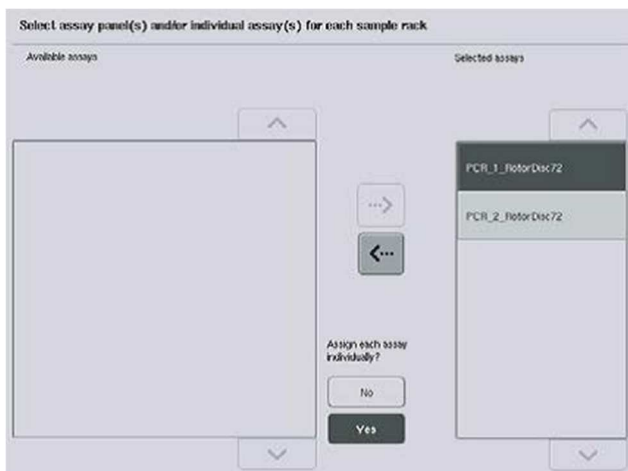 Select assay panel(s) and/or individual assay(s) for each sample rack
Available assays
Selected assays
PCR_1_RotorDisc72
PCR_2_RotorDisc72
Assign each assay
individually?
No
Yes